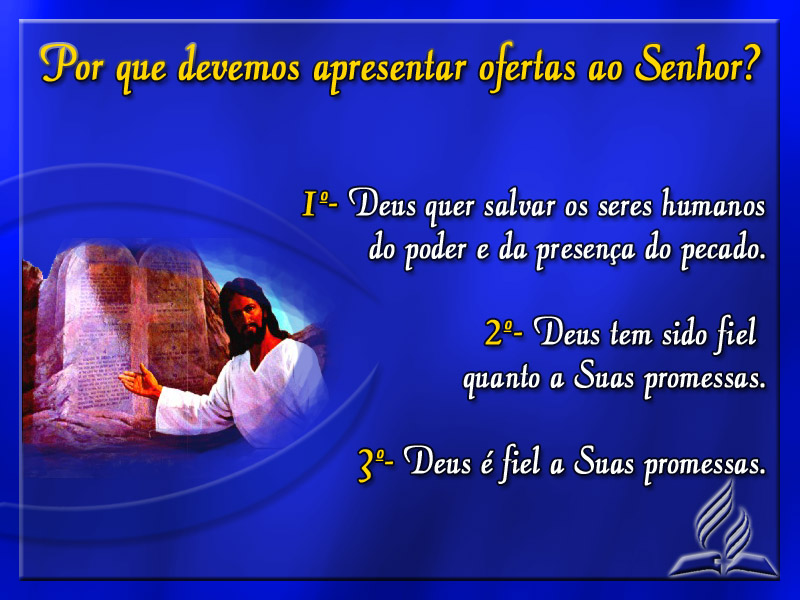 Por que devemos apresentar ofertas ao Senhor?
1º- Deus quer salvar os seres humanos
do poder e da presença do pecado.
2º- Deus tem sido fiel
quanto a Suas promessas.
3º- Deus é fiel a Suas promessas.